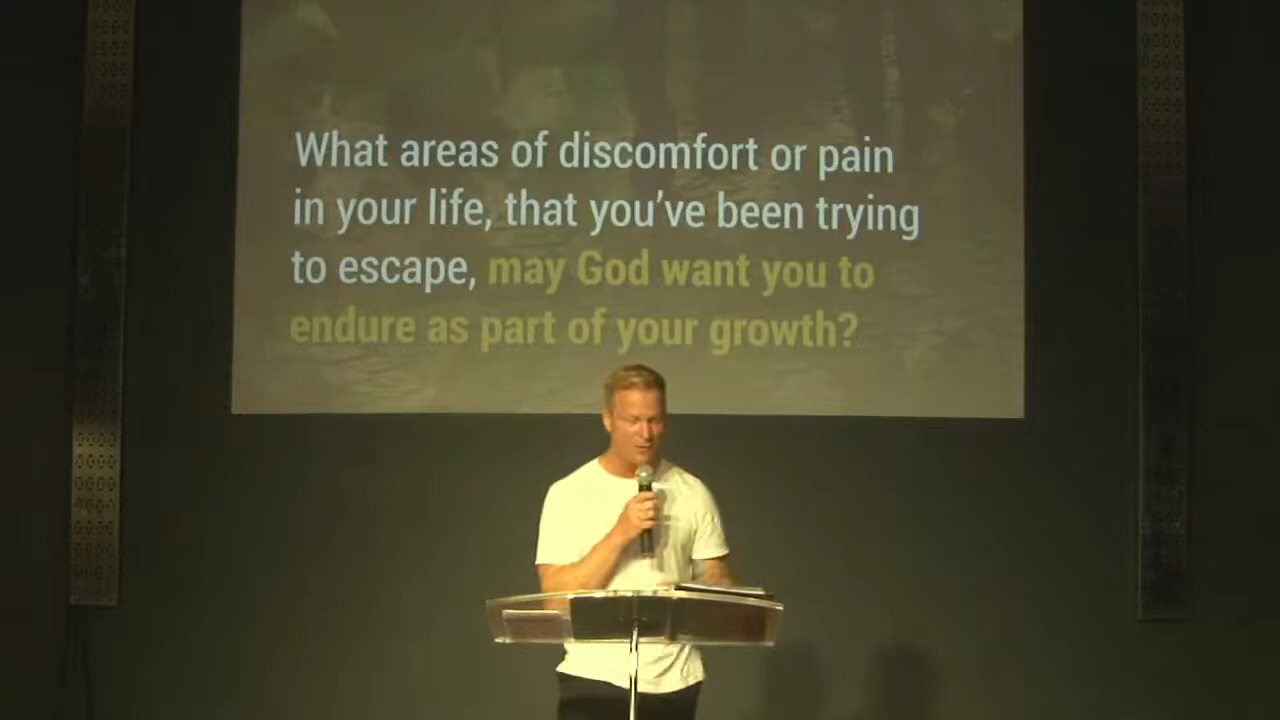 What areas of discomfort or pain
in your life, that you've been trying
to escape, may God want you to
endure as part of your growth?